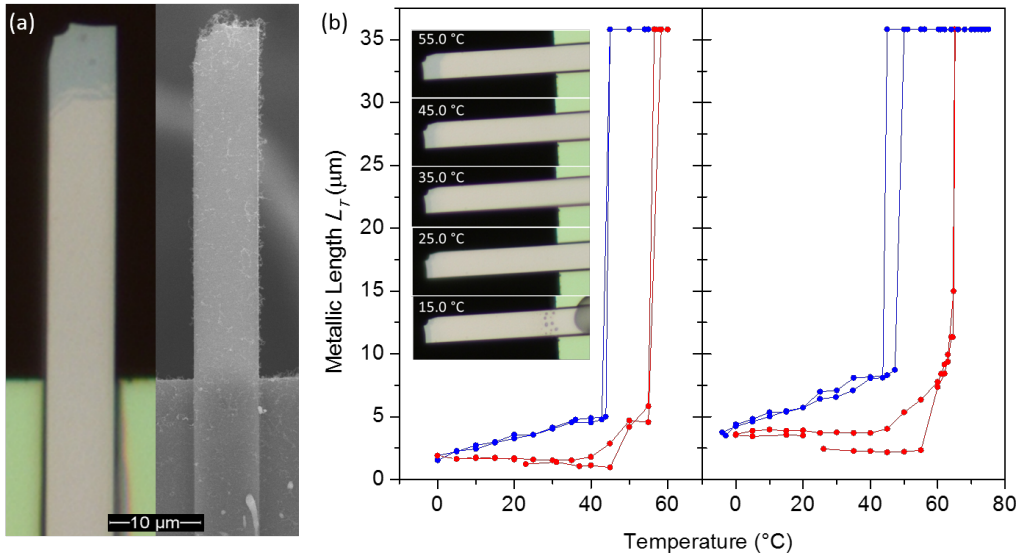 (a)
10 µm
(b)
Metallic Length L_T (µm)
35
30
25
20
15
10
5
0
55.0 °C
45.0 °C
35.0 °C
25.0 °C
15.0 °C
0 20 40 60 0 20 40 60 80
Temperature (°C)